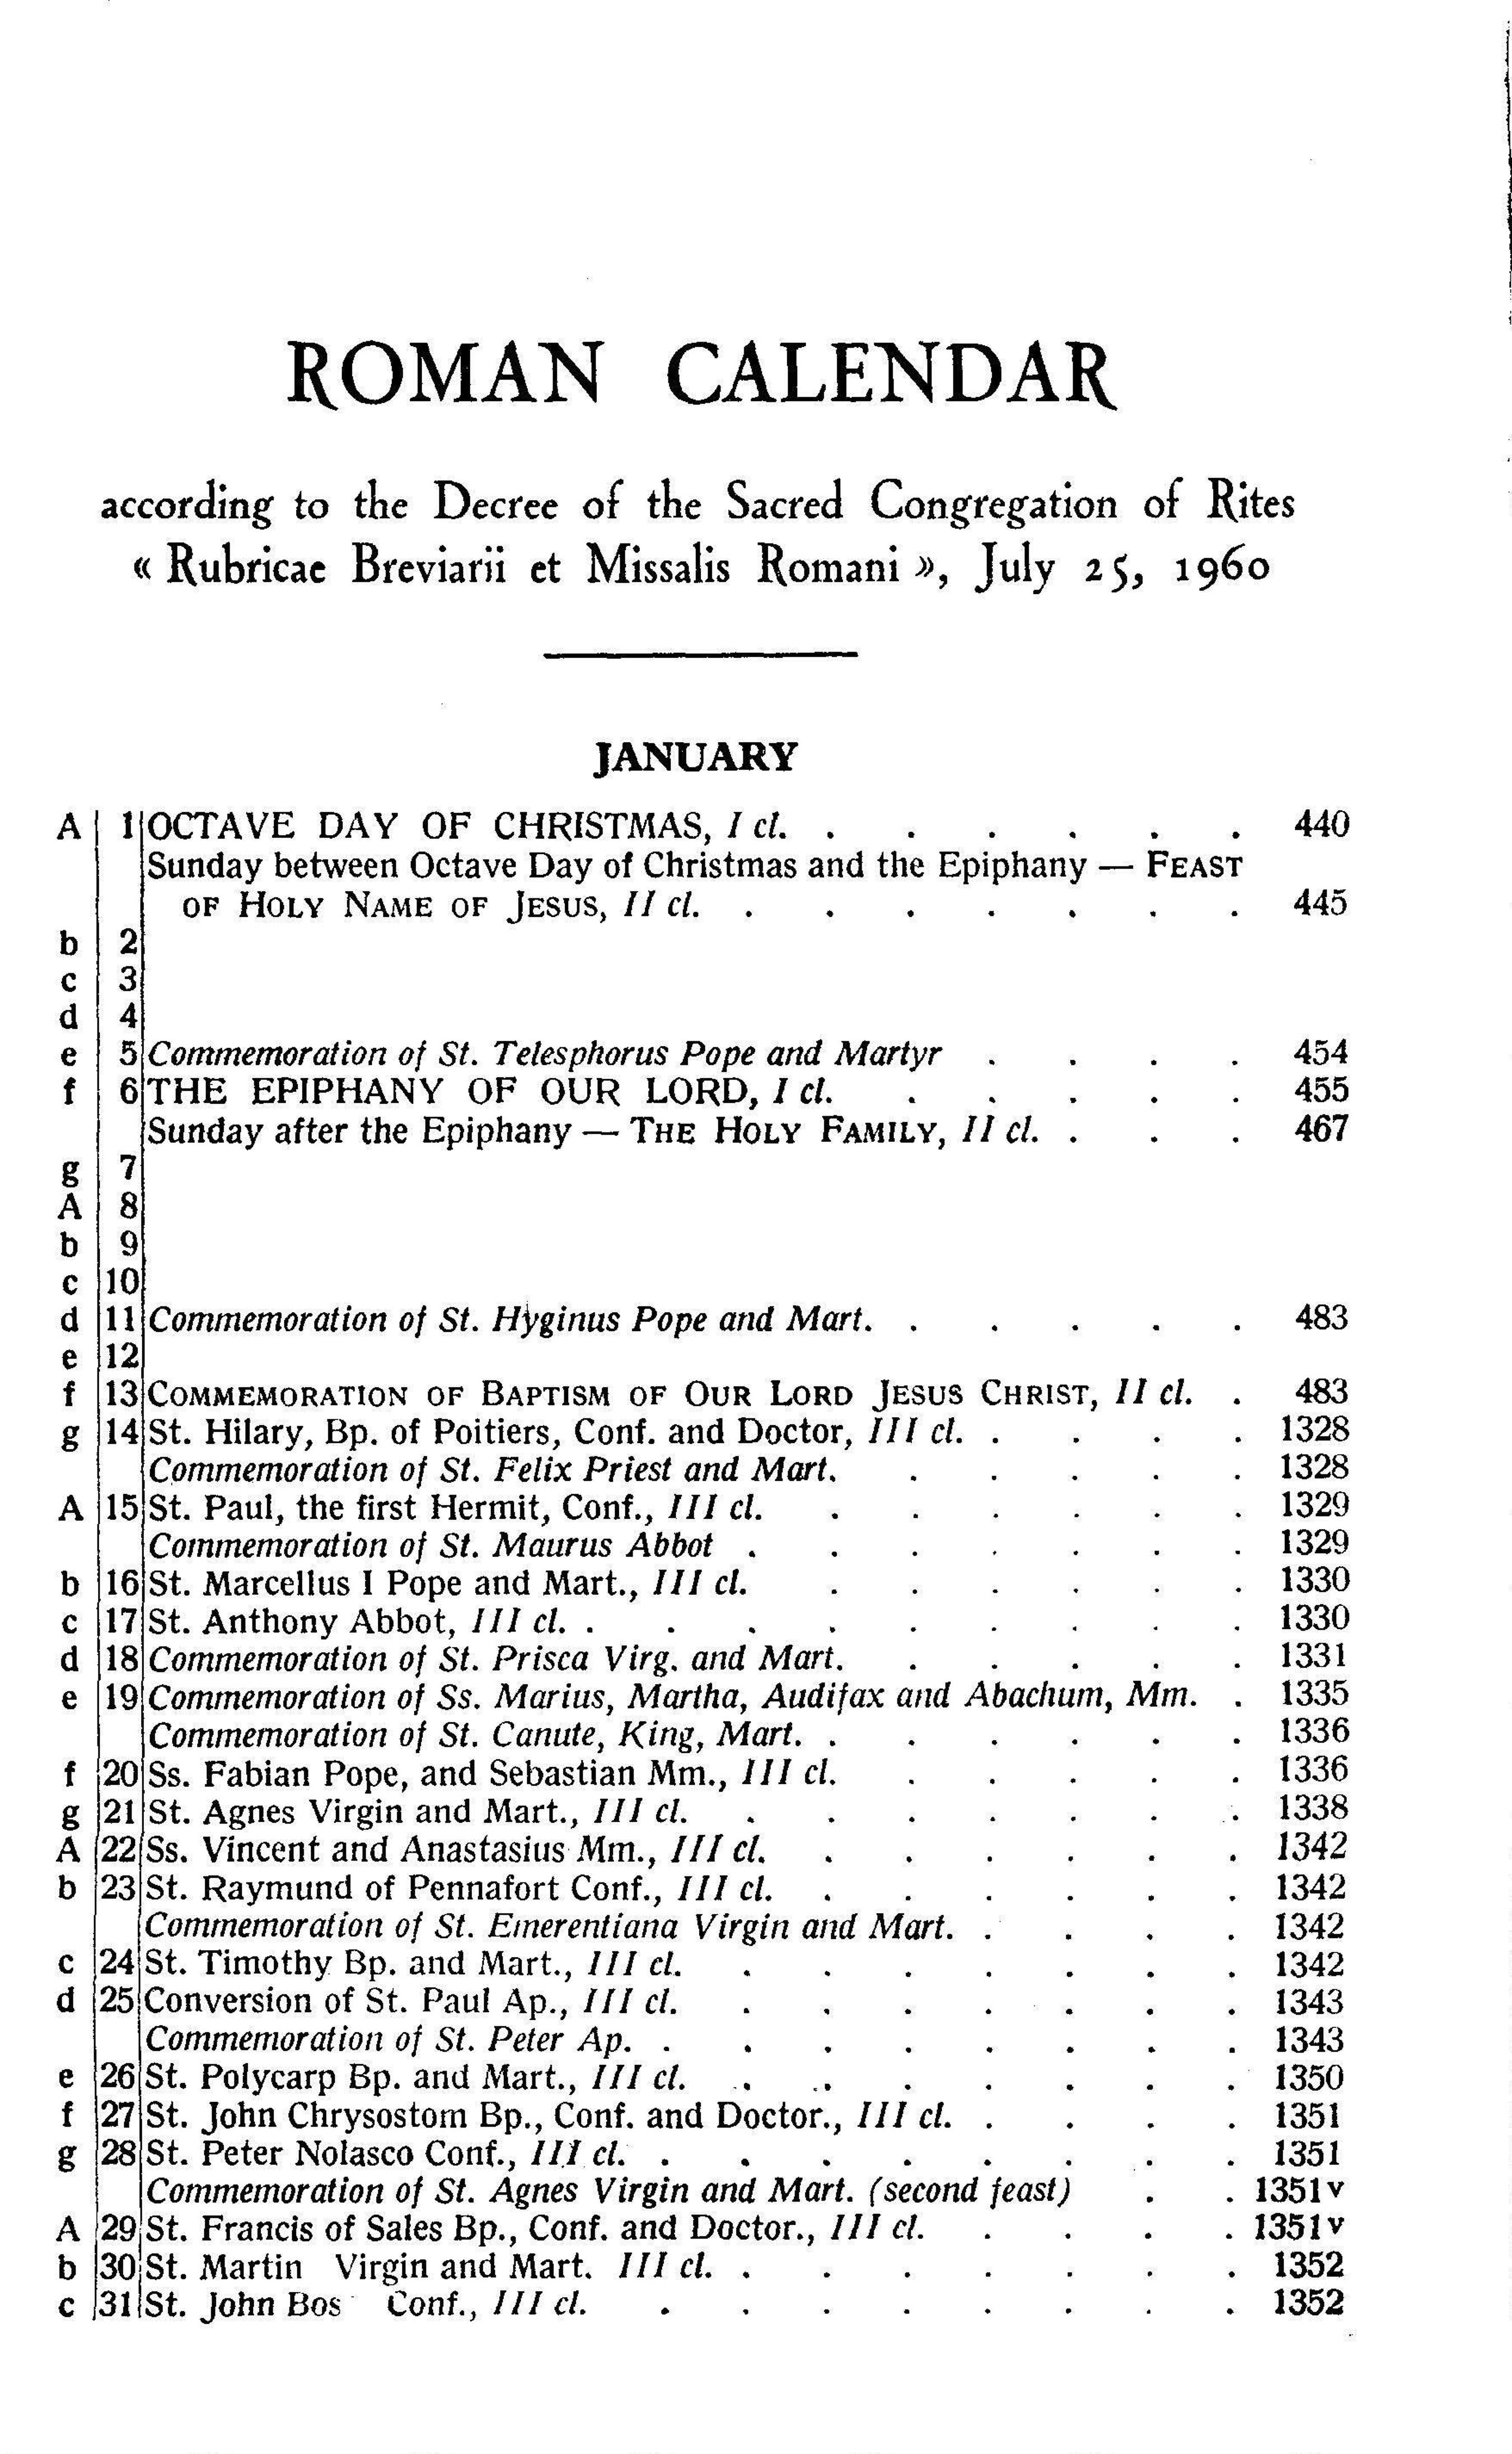 ROMAN CALENDAR
according to the Decree of the Sacred Congregation of Rites
« Rubricae Breviarii et Missalis Romani », July 25, 1960
JANUARY
A 1 OCTAVE DAY OF CHRISTMAS, I cl. . . . . . . 440
Sunday between Octave Day of Christmas and the Epiphany — FEAST
OF HOLY NAME OF JESUS, II cl. . . . . . . . 445
b 2
c 3
d 4
e 5 Commemoration of St. Telesphorus Pope and Martyr . . . . 454
f 6 THE EPIPHANY OF OUR LORD, I cl. . . . . . 455
Sunday after the Epiphany — THE HOLY FAMILY, II cl. . . . 467
g 7
A 8
b 9
c 10
d 11 Commemoration of St. Hyginus Pope and Mart. . . . . . 483
e 12
f 13 COMMEMORATION OF BAPTISM OF OUR LORD JESUS CHRIST, II cl. . 483
g 14 St. Hilary, Bp. of Poitiers, Conf. and Doctor, III cl. . . . . 1328
Commemoration of St. Felix Priest and Mart. . . . . . 1328
A 15 St. Paul, the first Hermit, Conf., III cl. . . . . . . 1329
Commemoration of St. Maurus Abbot . . . . . . . 1329
b 16 St. Marcellus I Pope and Mart., III cl. . . . . . . 1330
c 17 St. Anthony Abbot, III cl. . . . . . . . . . 1330
d 18 Commemoration of St. Prisca Virg. and Mart. . . . . . 1331
e 19 Commemoration of Ss. Marius, Martha, Audifax and Abachum, Mm. . 1335
Commemoration of St. Canute, King, Mart. . . . . . . 1336
f 20 Ss. Fabian Pope, and Sebastian Mm., III cl. . . . . . 1336
g 21 St. Agnes Virgin and Mart., III cl. . . . . . . . 1338
A 22 Ss. Vincent and Anastasius Mm., III cl. . . . . . . 1342
b 23 St. Raymund of Pennafort Conf., III cl. . . . . . . 1342
Commemoration of St. Emerentiana Virgin and Mart. . . . . 1342
c 24 St. Timothy Bp. and Mart., III cl. . . . . . . . 1342
d 25 Conversion of St. Paul Ap., III cl. . . . . . . . 1343
Commemoration of St. Peter Ap. . . . . . . . . 1343
e 26 St. Polycarp Bp. and Mart., III cl. . . . . . . . 1350
f 27 St. John Chrysostom Bp., Conf. and Doctor., III cl. . . . . 1351
g 28 St. Peter Nolasco Conf., III cl. . . . . . . . . 1351
Commemoration of St. Agnes Virgin and Mart. (second feast) . . 1351v
A 29 St. Francis of Sales Bp., Conf. and Doctor., III cl. . . . . 1351v
b 30 St. Martin Virgin and Mart. III cl. . . . . . . . 1352
c 31 St. John Bos Conf., III cl. . . . . . . . . 1352